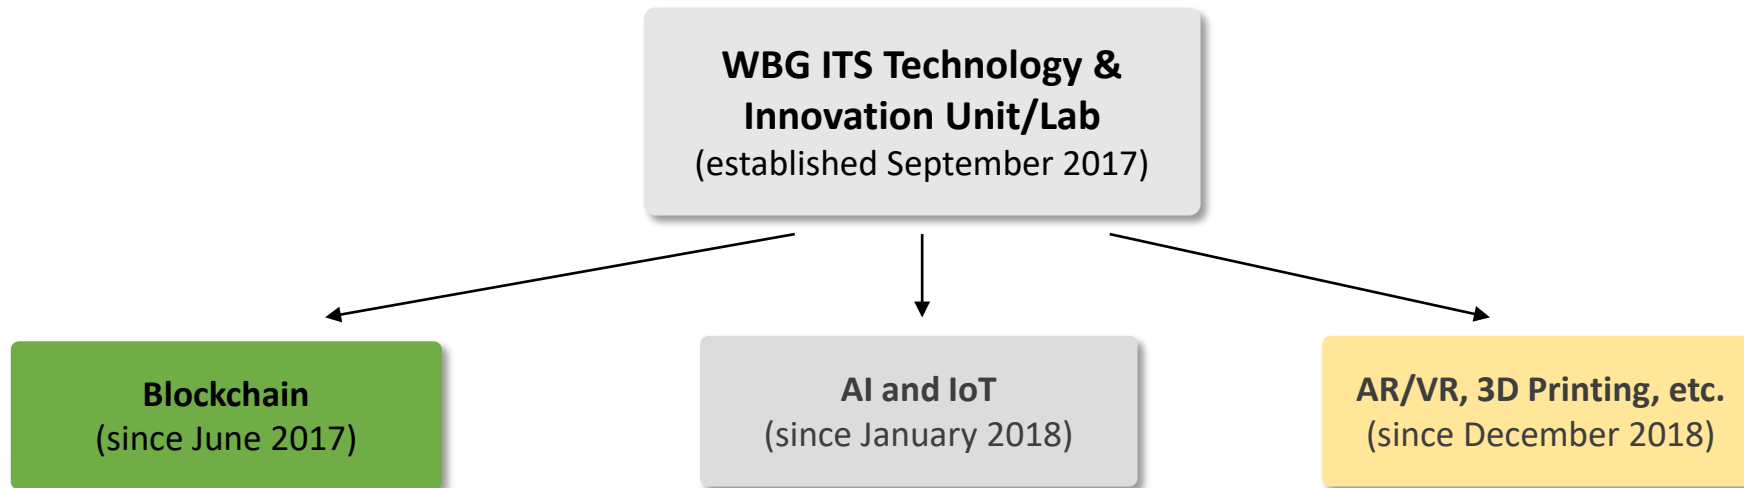 WBG ITS Technology &
Innovation Unit/Lab
(established September 2017)
Blockchain
(since June 2017)
AI and IoT
(since January 2018)
AR/VR, 3D Printing, etc.
(since December 2018)